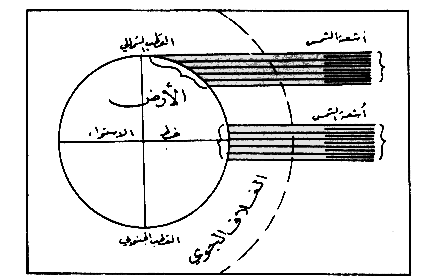 القطب الشمالي
أشعة الشمس
الأرض
أشعة الشمس
خط الاستواء
الغلاف الجوي
القطب الجنوبي